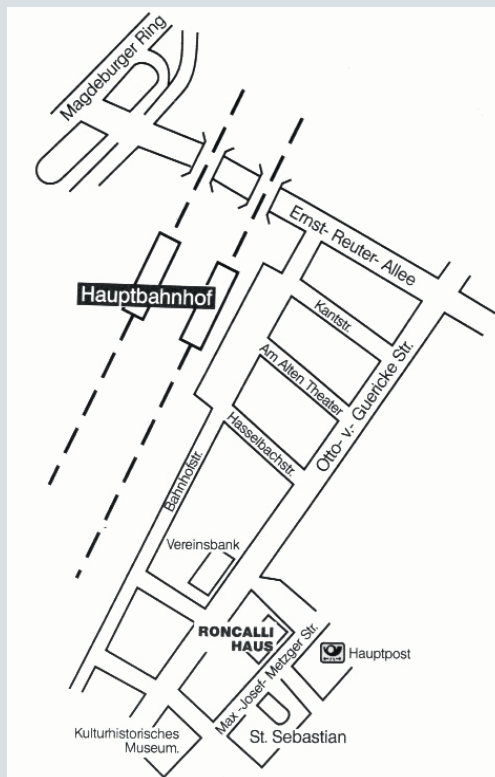 Magdeburger Ring
Ernst- Reuter- Allee
Hauptbahnhof
Kantstr.
Am Alten Theater
Otto- v.- Guericke Str.
Hasselbachstr.
Bahnhofstr.
Vereinsbank
RONCALLI
HAUS
Max -Josef- Metzger Str.
Hauptpost
Kulturhistorisches
Museum.
St. Sebastian